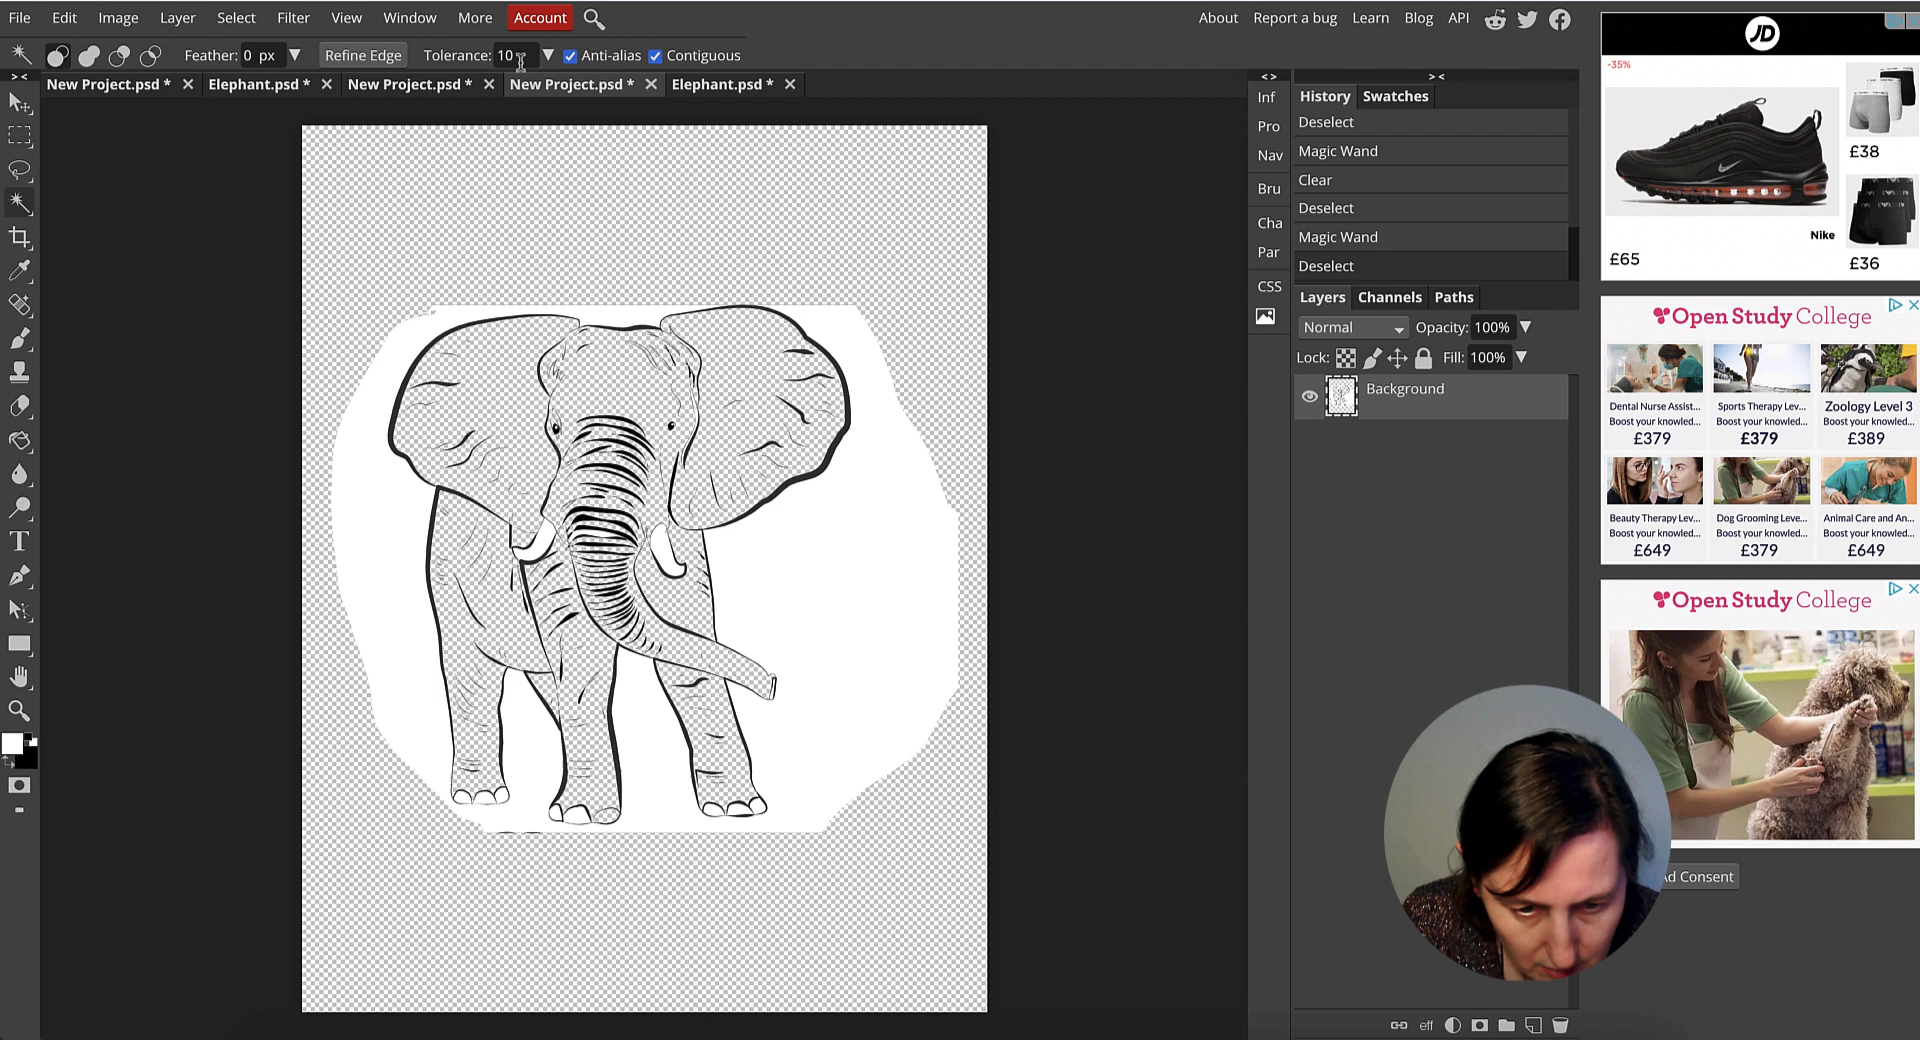 File Edit Image Layer Select Filter View Window More Account About Report a bug Learn Blog API
Feather: 0 px Refine Edge Tolerance: 10 Anti-alias Contiguous
New Project.psd * Elephant.psd * New Project.psd * New Project.psd * Elephant.psd *
Inf
Pro
Nav
Bru
Cha
Par
CSS
History Swatches
Deselect
Magic Wand
Clear
Deselect
Magic Wand
Deselect
Layers Channels Paths
Normal Opacity: 100%
Lock: Fill: 100%
Background
eff
JD
-35%
£38
Nike
£65
£36
Open Study College
Dental Nurse Assist... Sports Therapy Lev... Zoology Level 3
Boost your knowled... Boost your knowled... Boost your knowled...
£379 £379 £389
Beauty Therapy Lev... Dog Grooming Leve... Animal Care and An...
Boost your knowled... Boost your knowled... Boost your knowled...
£649 £379 £649
Open Study College
Ad Consent